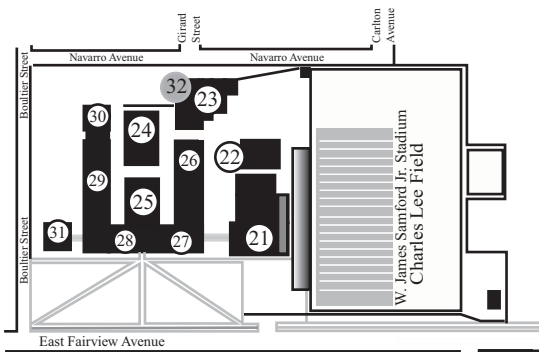 Girard
Street
Carlton
Avenue
Navarro Avenue
Navarro Avenue
Boultier Street
32
23
30
24
26
22
29
25
31
28
27
21
Boultier Street
W. James Samford Jr. Stadium
Charles Lee Field
East Fairview Avenue